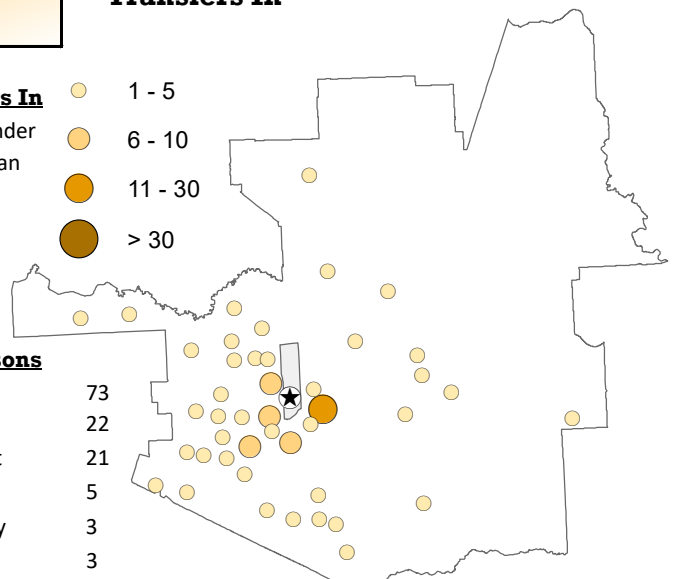 Transfers In
s In
1 - 5
nder
6 - 10
an
11 - 30
> 30
sons
73
22
t 21
5
y 3
3